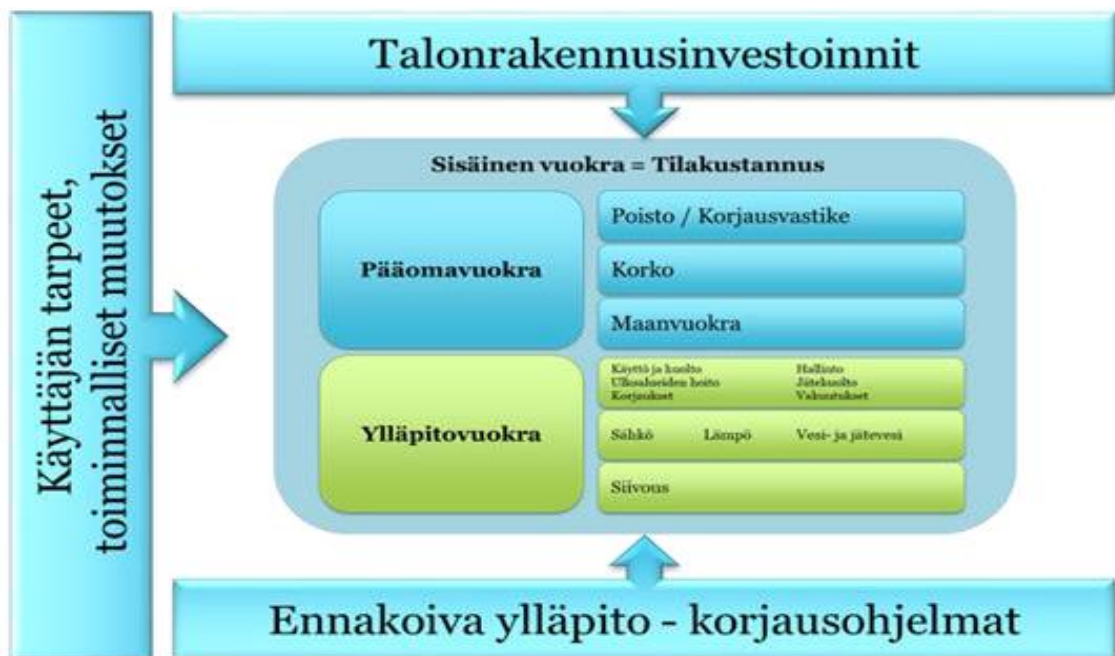 Käyttäjän tarpeet,
toiminnalliset muutokset
Talonrakennusinvestoinnit
Sisäinen vuokra = Tilakustannus
Pääomavuokra
Poisto / Korjausvastike
Korko
Maanvuokra
Ylläpitovuokra
Käyttö ja huolto Hallinto
Ulkoalueiden hoito Jätehuolto
Korjaukset Vakuutukset
Sähkö Lämpö Vesi- ja jätevesi
Siivous
Ennakoiva ylläpito - korjausohjelmat